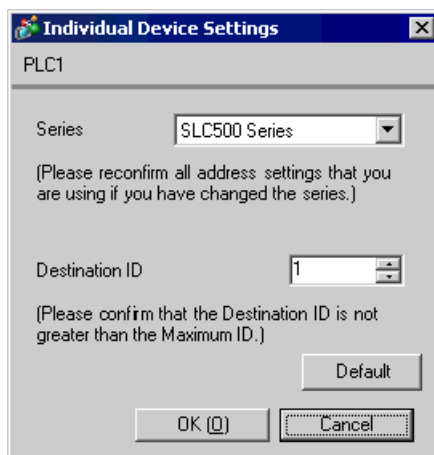 Individual Device Settings
PLC1
Series SLC500 Series
(Please reconfirm all address settings that you
are using if you have changed the series.)
Destination ID 1
(Please confirm that the Destination ID is not
greater than the Maximum ID.)
Default
OK (O) Cancel